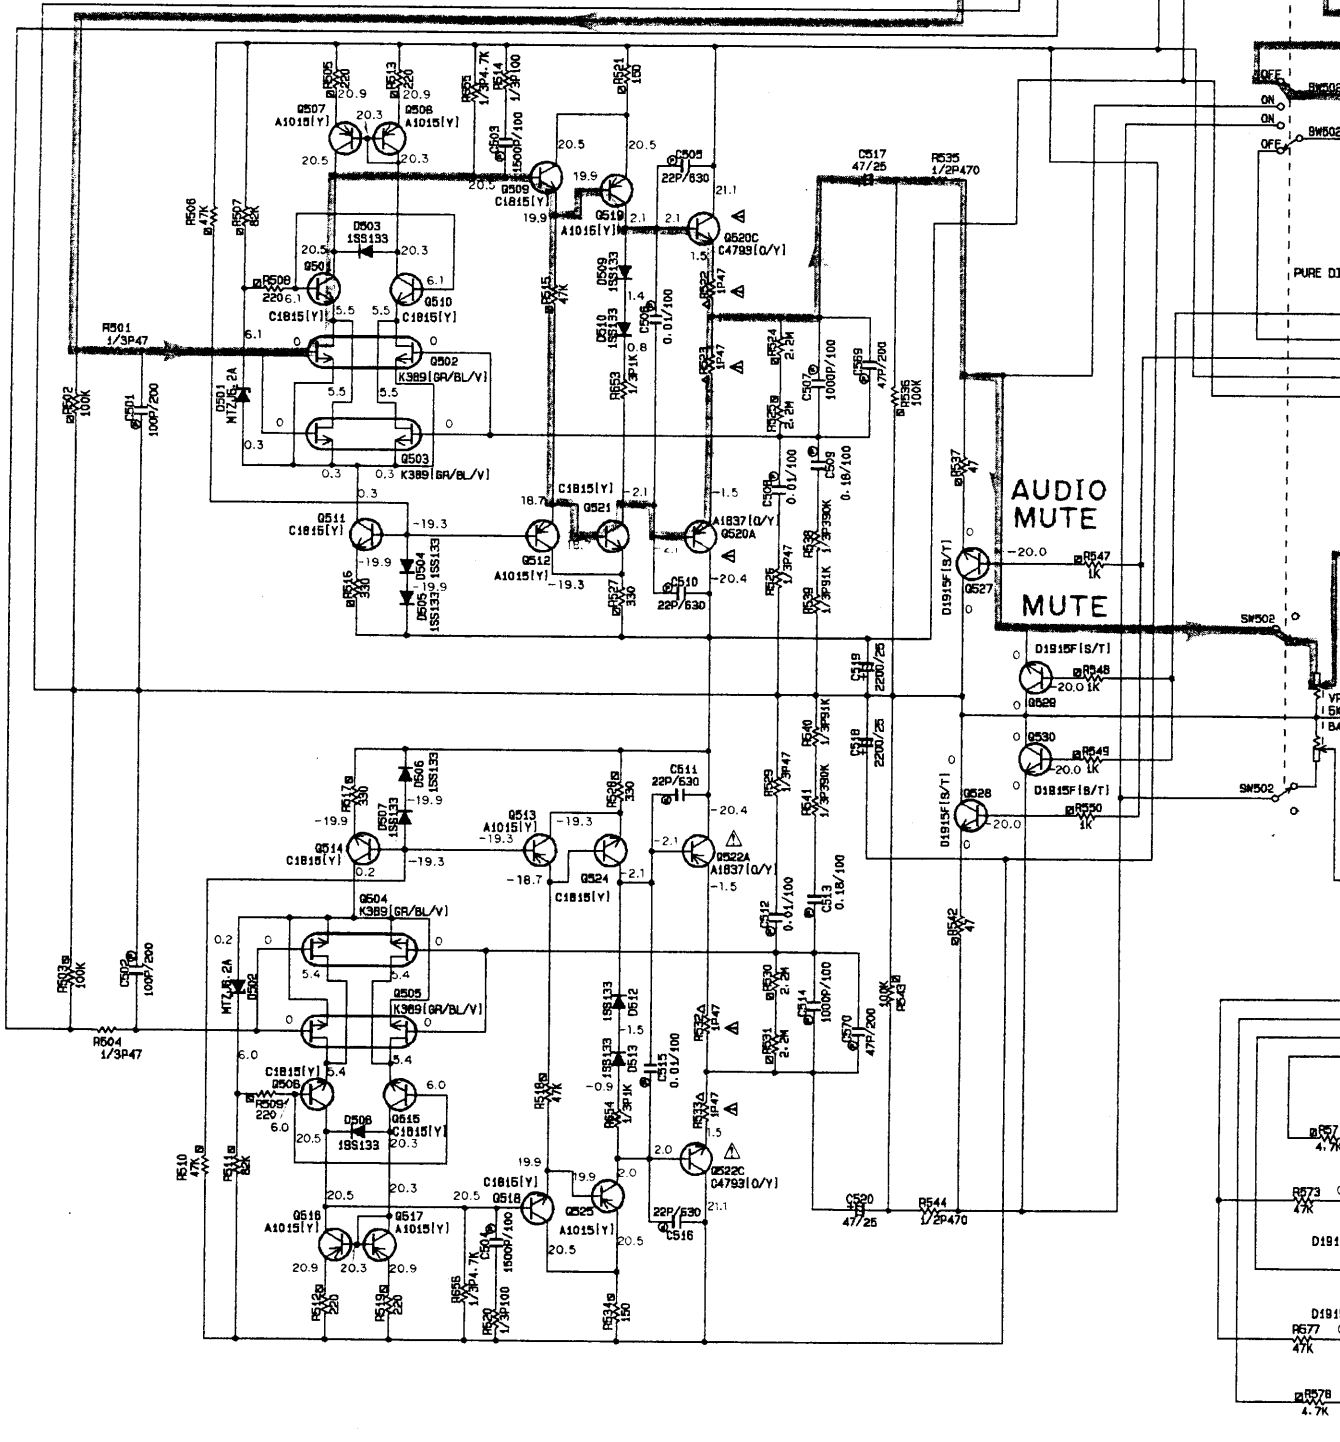 R505
220
R513
220
R655
1/3P4.7K
R514
1/3P100
R521
150
20.9
20.9
Q507
A1015(Y)
20.3
Q508
A1015(Y)
C503
1500P/100
20.5
20.3
20.5
20.5
20.5
C505
22P/630
C517
47/25
R535
1/2P470
Q509
C1815(Y)
19.9
19.9
Q519
A1015(Y)
2.1
2.1
21.1
Q520C
C4793(O/Y)
1.5
R506
47K
R507
82K
D503
1SS133
20.5
20.3
R508
220
6.1
6.1
Q510
C1815(Y)
C1815(Y)
5.5
5.5
R515
47K
D509
1SS133
1.4
D510
1SS133
0.8
0.01/100
R522
1P47
R523
1P47
R501
1/3P47
6.1
0
0
Q502
K389(GR/BL/V)
5.5
5.5
R653
1/3P1K
R524
2.2M
R525
2.2M
C507
1000P/100
C569
47P/200
R536
100K
R502
100K
C501
100P/200
D501
MTZJ6.2A
0.3
0
0
Q503
K389(GR/BL/V)
0.3
0.3
0.3
C508
0.01/100
C509
0.18/100
R537
47
AUDIO
MUTE
Q511
C1815(Y)
-19.3
-19.9
R516
330
D504
1SS133
-19.9
D505
1SS133
C1815(Y)
18.7
Q521
-2.1
-1.5
A1837(O/Y)
Q520A
-2.1
Q512
A1015(Y)
-19.3
R527
330
C510
22P/630
-20.4
R526
1/3P47
R538
1/3P390K
R539
1/3P91K
D1915F(S/T)
-20.0
Q527
R547
1K
MUTE
SW502
C519
2200/25
0
0
D1915F(S/T)
R548
-20.0 1K
0
Q529
C518
2200/25
Q530
R549
-20.0 1K
0
D1915F(S/T)
SW502
R540
1/3P91K
R541
1/3P390K
R529
1/3P47
R517
330
D506
1SS133
-19.9
D507
1SS133
-19.9
Q514
C1815(Y)
-19.3
0.2
Q513
A1015(Y)
-19.3
-19.3
R528
330
C511
22P/630
-20.4
-18.7
Q524
C1815(Y)
-2.1
-2.1
Q522A
A1837(O/Y)
-1.5
D1915F(S/T)
0
Q528
-20.0
0
R550
1K
Q504
K389(GR/BL/V)
0.2
0
0
5.4
5.4
MTZJ6.2A
D502
C512
0.01/100
C513
0.18/100
R542
47
R503
100K
C502
100P/200
R504
1/3P47
Q505
K389(GR/BL/V)
0
0
5.4
5.4
6.0
1SS133
D512
-1.5
1SS133
D513
-0.9
R654
1/3P1K
C515
0.01/100
R532
1P47
R533
1P47
1.5
R530
2.2M
R531
2.2M
C514
1000P/100
C570
47P/200
100K
R543
C1815(Y)
Q506
R509
220
6.0
6.0
Q515
C1815(Y)
20.5
D508
1SS133
20.3
R518
47K
R510
47K
R511
82K
19.9
19.9
2.0
2.0
Q522C
C4793(O/Y)
21.1
20.5
20.3
20.5
C1815(Y)
Q518
Q525
A1015(Y)
22P/630
C516
C520
47/25
R544
1/2P470
Q516
A1015(Y)
Q517
A1015(Y)
C504
1500P/100
20.5
20.5
20.9
20.3
20.9
R512
220
R519
220
R656
1/3P4.7K
R520
1/3P100
R534
150
OFF
ON
ON
OFF
SW502
SW502
PURE DI
R573
47K
D191
D191
R577
47K
R578
4.7K